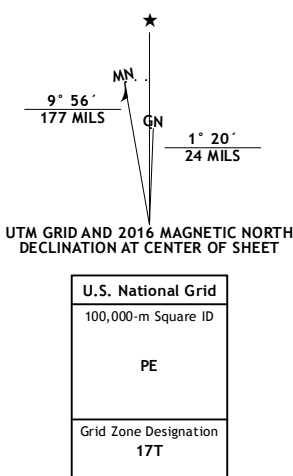 ★
MN
GN
9° 56´
177 MILS
1° 20´
24 MILS
UTM GRID AND 2016 MAGNETIC NORTH
DECLINATION AT CENTER OF SHEET
U.S. National Grid
100,000-m Square ID
PE
Grid Zone Designation
17T